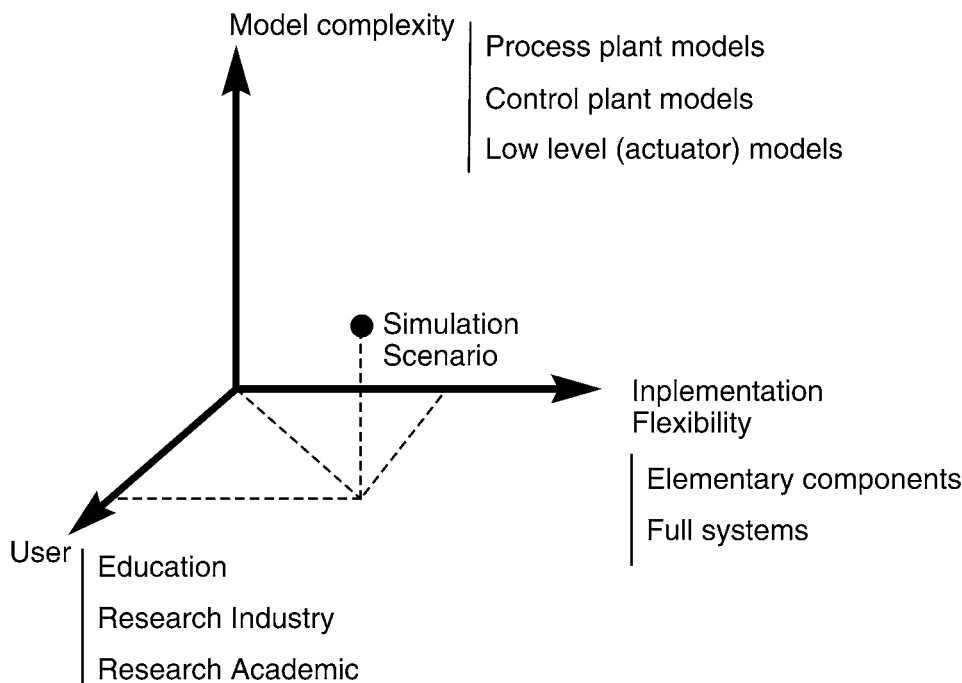 Model complexity
Process plant models
Control plant models
Low level (actuator) models
Simulation
Scenario
Inplementation
Flexibility
Elementary components
Full systems
User
Education
Research Industry
Research Academic